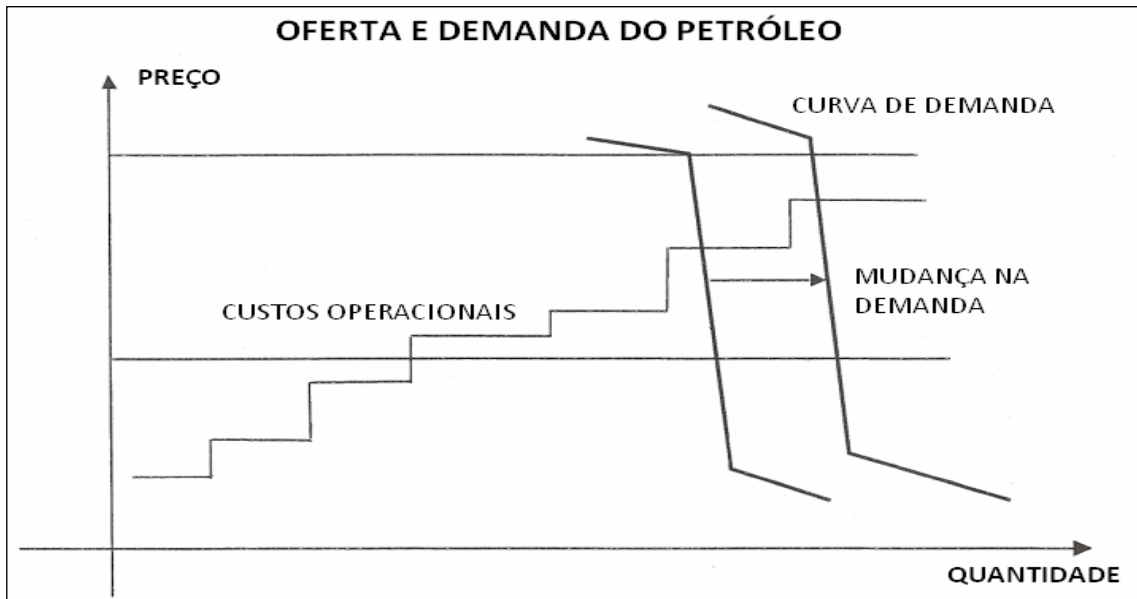 OFERTA E DEMANDA DO PETRÓLEO
PREÇO
CURVA DE DEMANDA
CUSTOS OPERACIONAIS
MUDANÇA NA
DEMANDA
QUANTIDADE